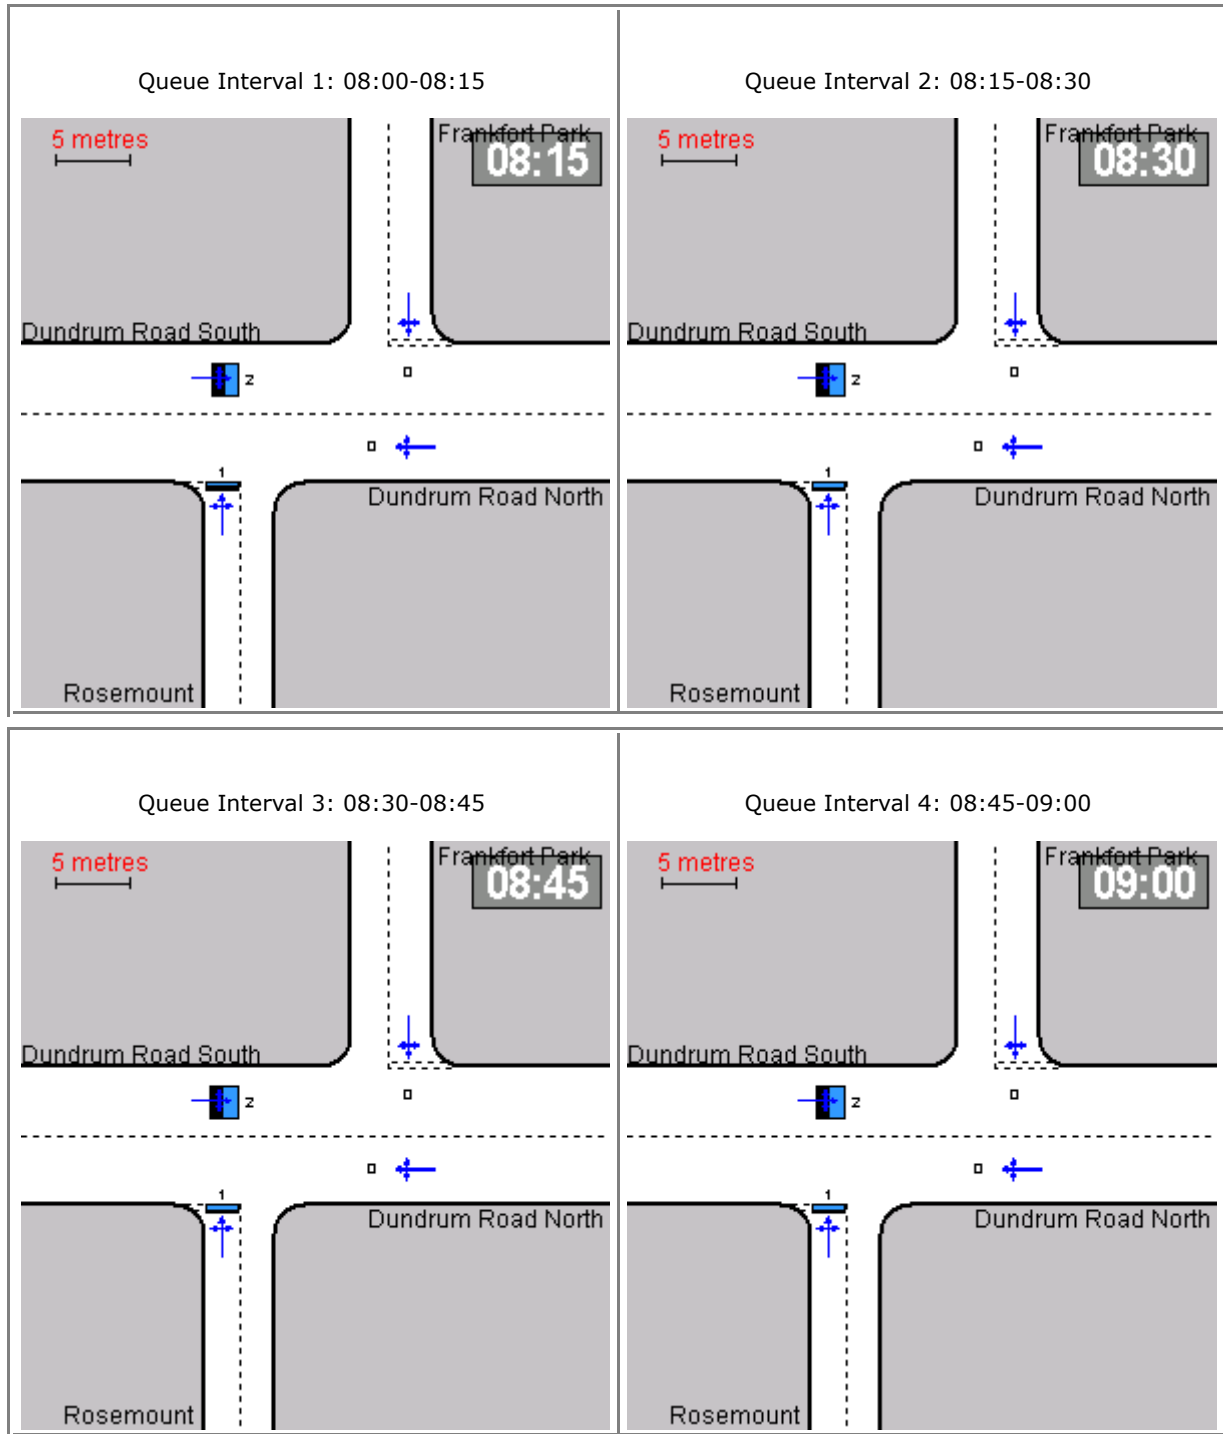 Queue Interval 1: 08:00-08:15
5 metres
Frankfort Park
08:15
Dundrum Road South
2
1
Dundrum Road North
Rosemount
Queue Interval 2: 08:15-08:30
5 metres
Frankfort Park
08:30
Dundrum Road South
2
1
Dundrum Road North
Rosemount
Queue Interval 3: 08:30-08:45
5 metres
Frankfort Park
08:45
Dundrum Road South
2
1
Dundrum Road North
Rosemount
Queue Interval 4: 08:45-09:00
5 metres
Frankfort Park
09:00
Dundrum Road South
2
1
Dundrum Road North
Rosemount